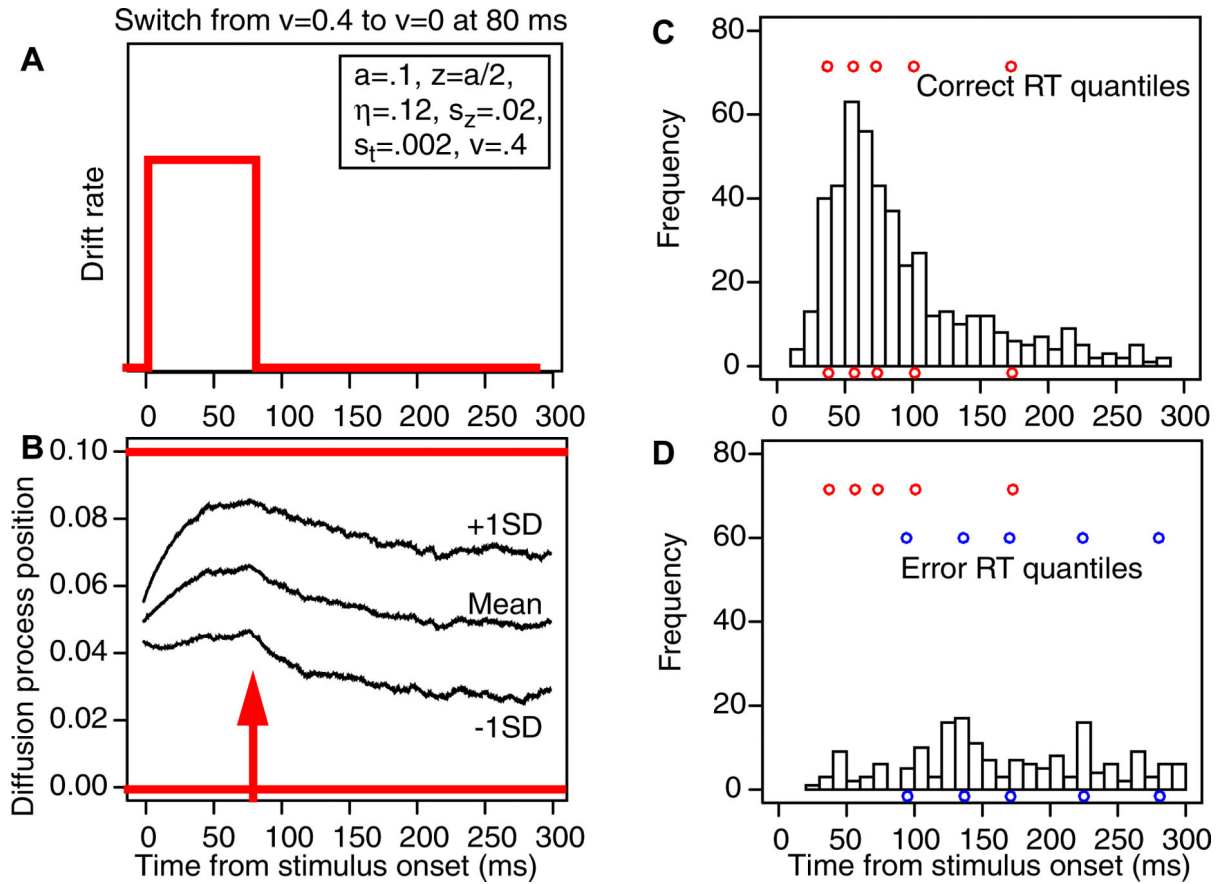 Switch from v=0.4 to v=0 at 80 ms
A
a=.1, z=a/2,
η=.12, s_z=.02,
s_t=.002, v=.4
Drift rate
0 50 100 150 200 250 300
B
0.10
0.08
0.06
0.04
0.02
0.00
Diffusion process position
+1SD
Mean
-1SD
0 50 100 150 200 250 300
Time from stimulus onset (ms)
C
80
60
40
20
0
Frequency
Correct RT quantiles
0 50 100 150 200 250 300
D
80
60
40
20
0
Frequency
Error RT quantiles
0 50 100 150 200 250 300
Time from stimulus onset (ms)